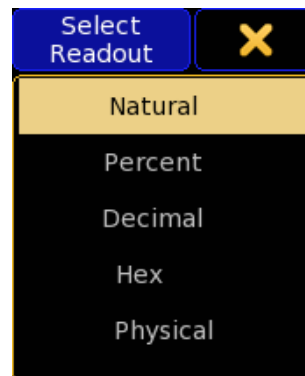 Select
Readout
Natural
Percent
Decimal
Hex
Physical